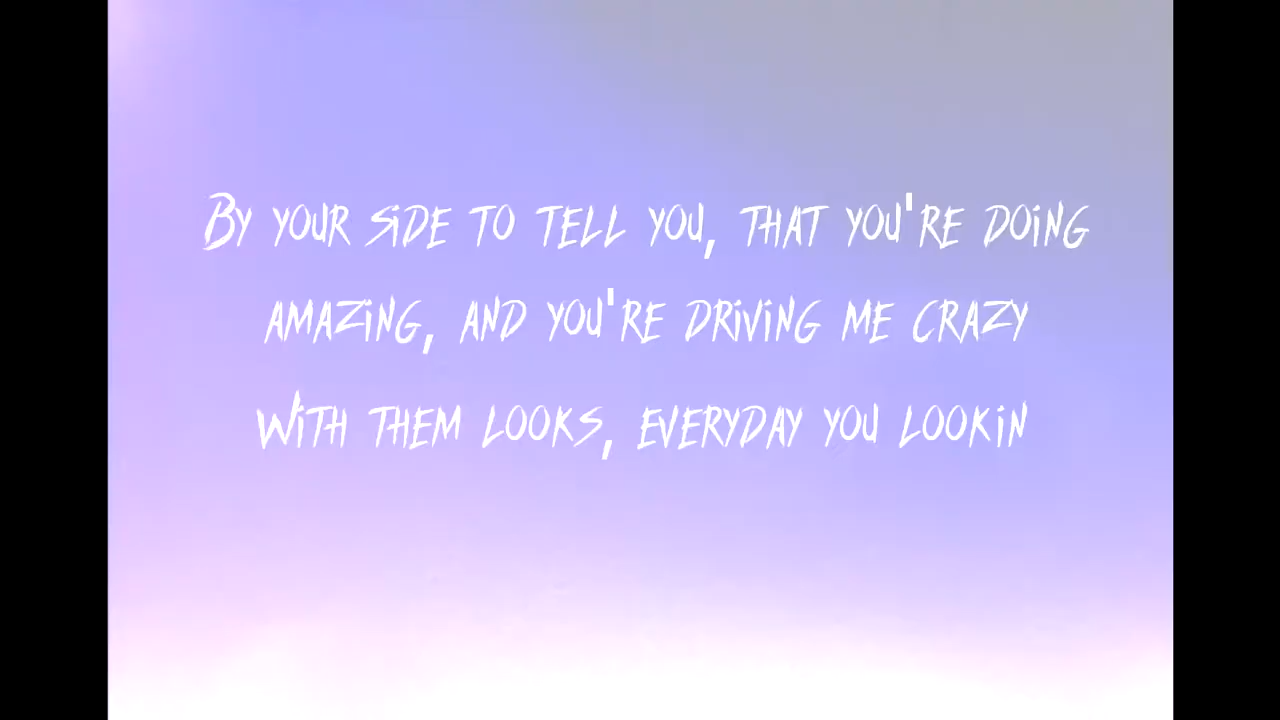 By your side to tell you, that you're doing
amazing, and you're driving me crazy
With them looks, everyday you lookin